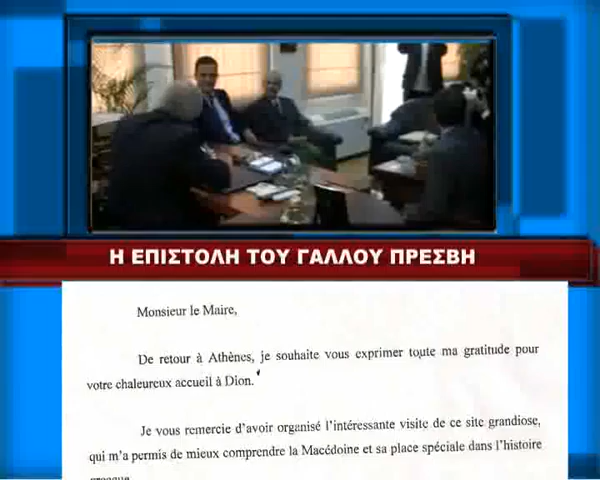 Η ΕΠΙΣΤΟΛΗ ΤΟΥ ΓΑΛΛΟΥ ΠΡΕΣΒΗ
Monsieur le Maire,
De retour à Athènes, je souhaite vous exprimer toute ma gratitude pour
votre chaleureux accueil à Dion.
Je vous remercie d'avoir organisé l'intéressante visite de ce site grandiose,
qui m'a permis de mieux comprendre la Macédoine et sa place spéciale dans l'histoire